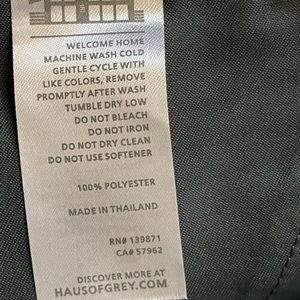 WELCOME HOME
MACHINE WASH COLD
GENTLE CYCLE WITH
LIKE COLORS, REMOVE
PROMPTLY AFTER WASH
TUMBLE DRY LOW
DO NOT BLEACH
DO NOT IRON
DO NOT DRY CLEAN
DO NOT USE SOFTENER
100% POLYESTER
MADE IN THAILAND
RN# 139871
CA# 57962
DISCOVER MORE AT
HAUSOFGREY.COM